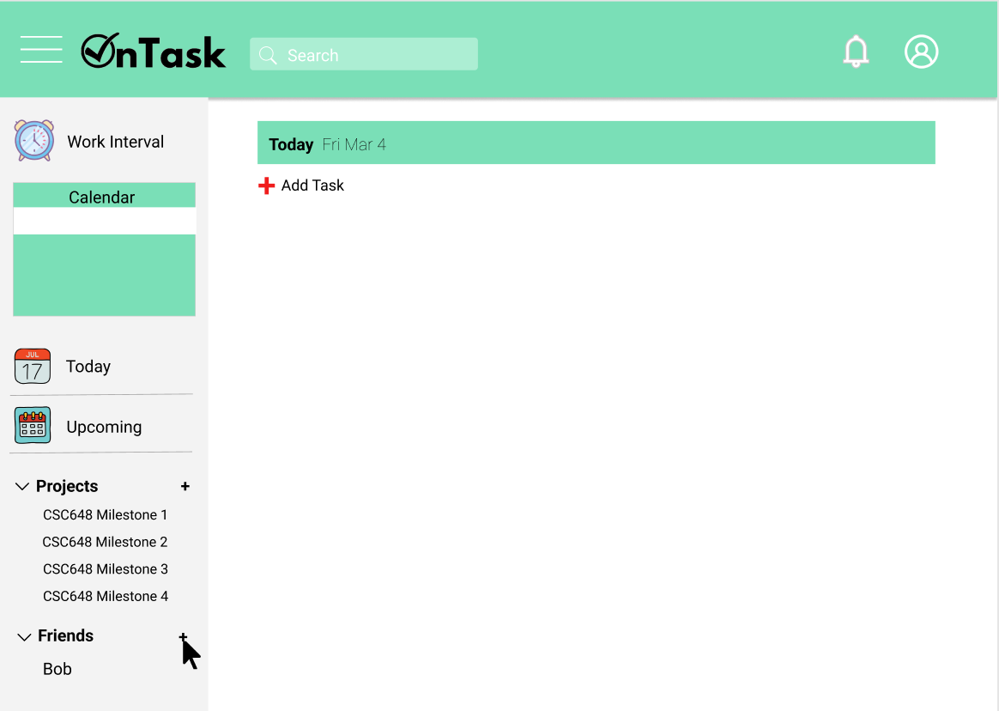 OnTask
Search
Work Interval
Calendar
JUL
17
Today
Upcoming
Projects +
CSC648 Milestone 1
CSC648 Milestone 2
CSC648 Milestone 3
CSC648 Milestone 4
Friends +
Bob
Today Fri Mar 4
Add Task